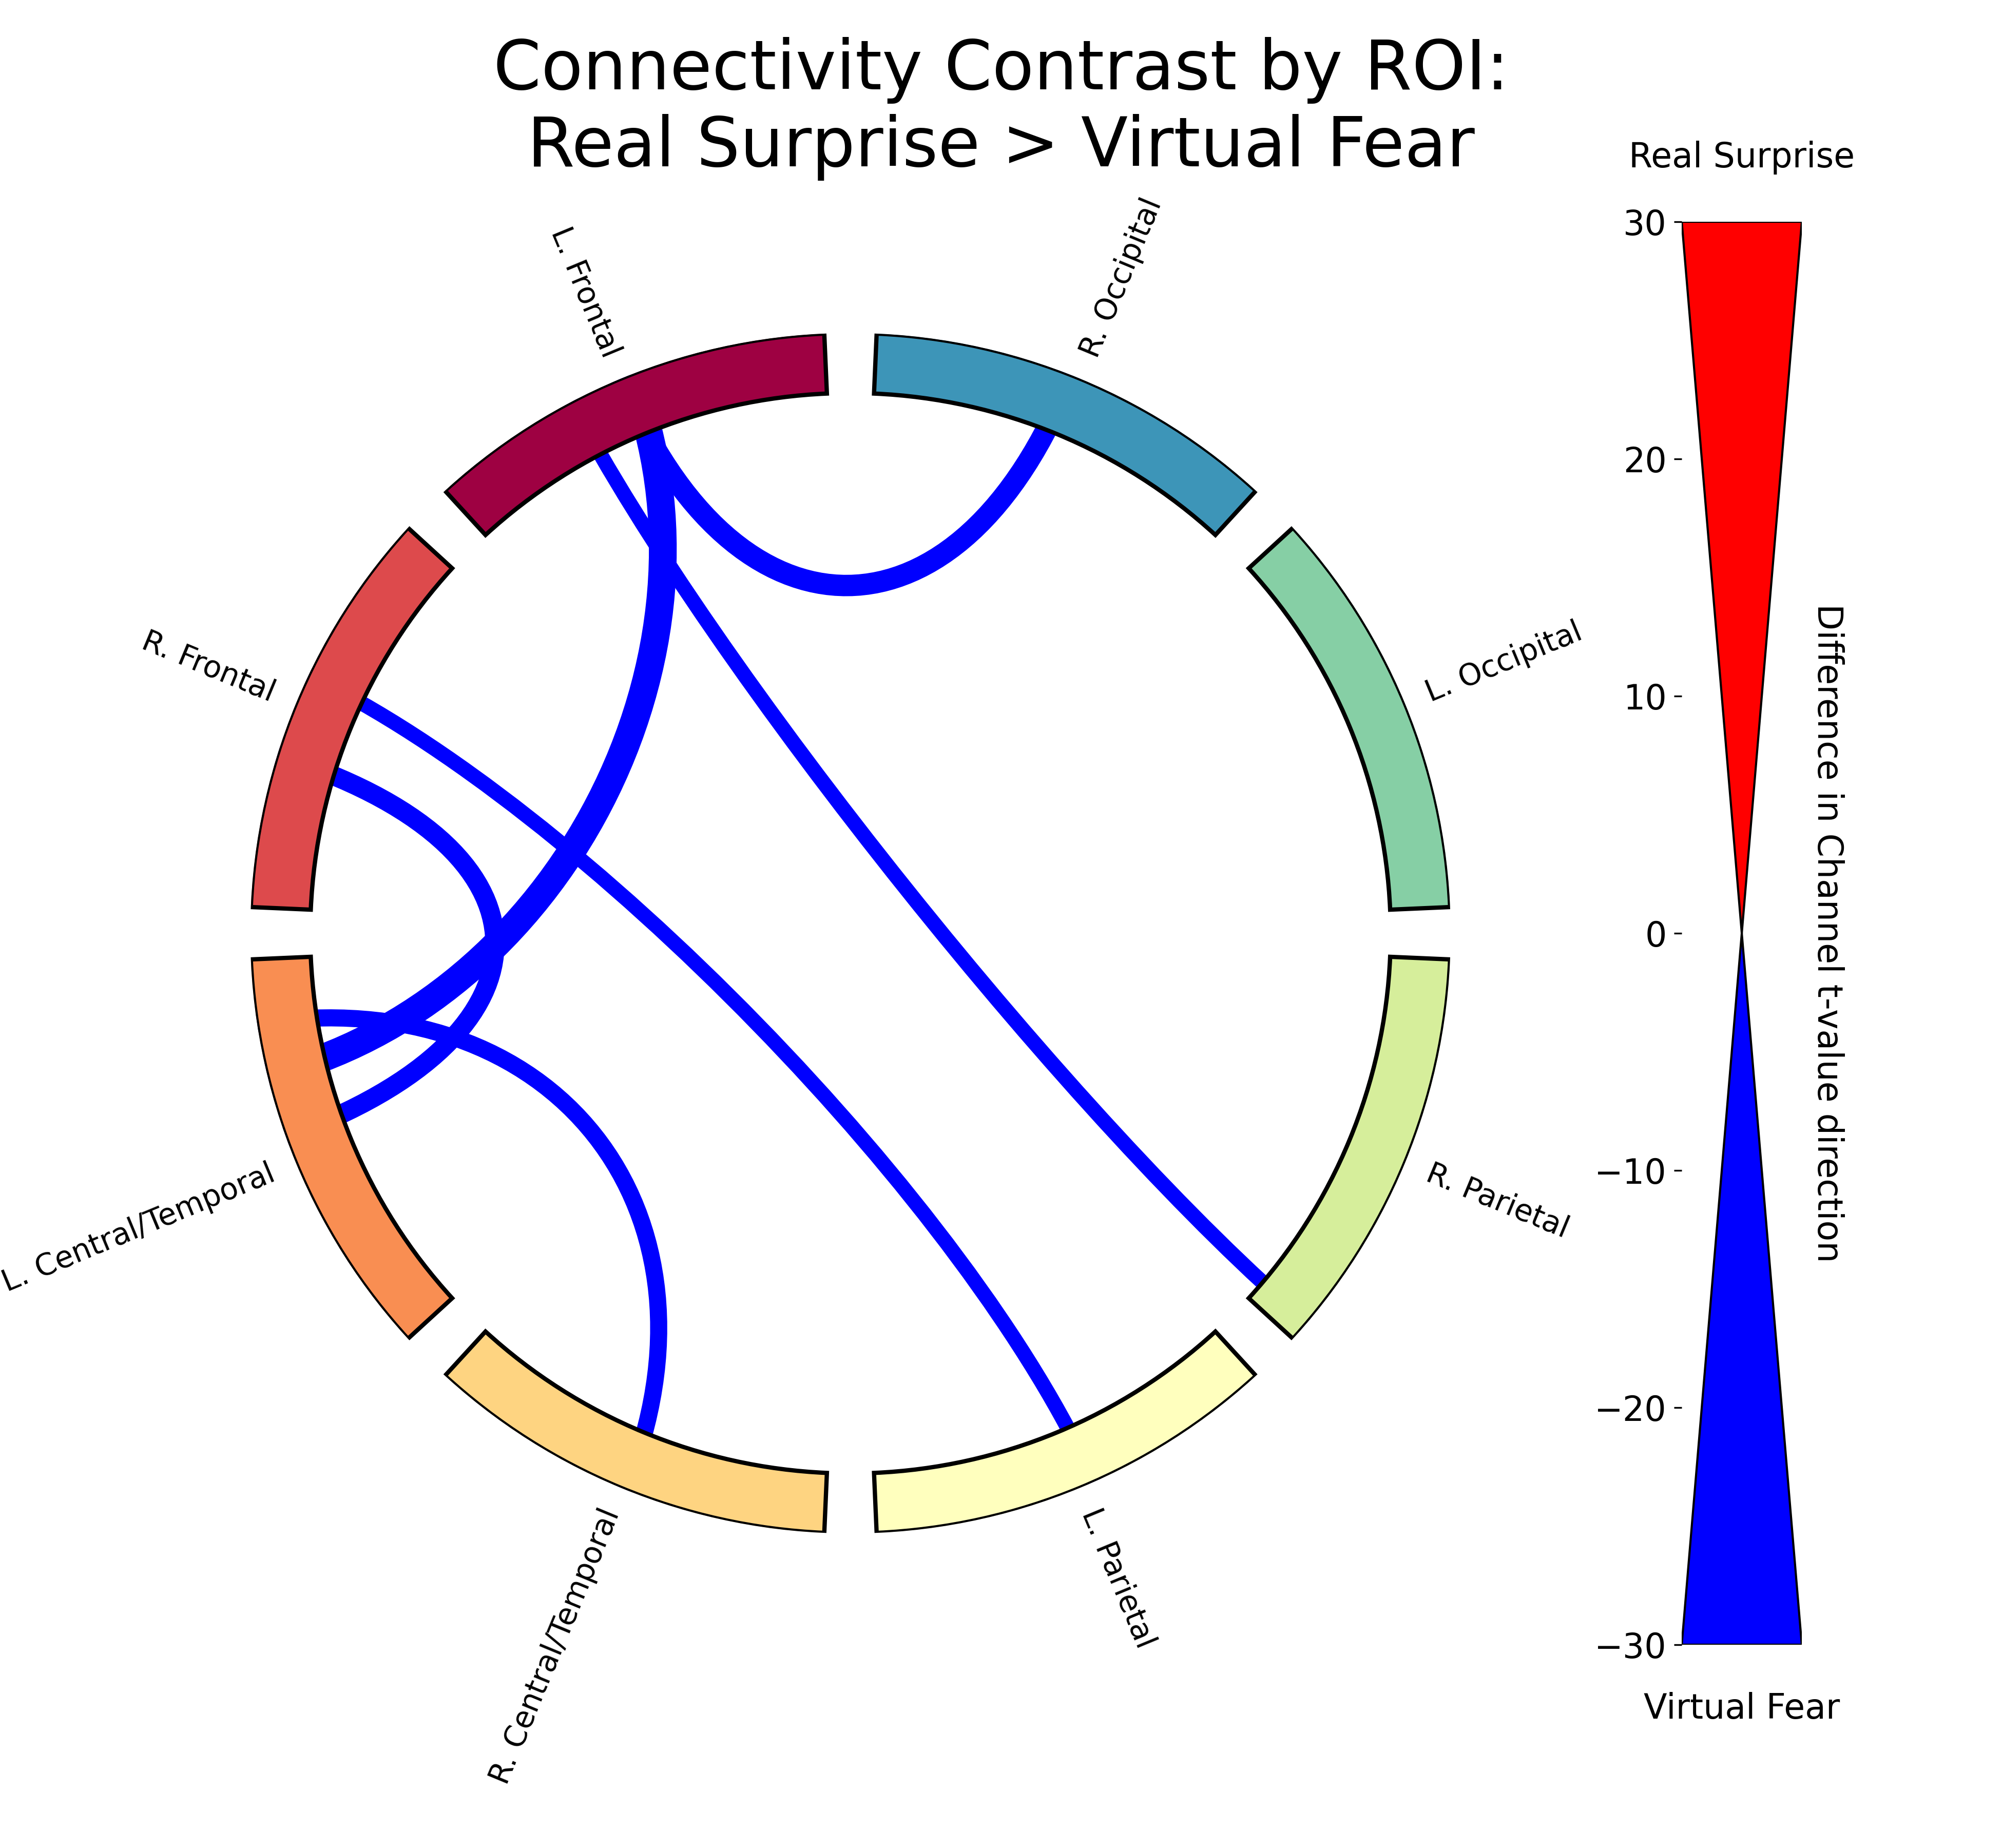 Connectivity Contrast by ROI:
Real Surprise > Virtual Fear
Real Surprise
L. Frontal
R. Occipital
R. Frontal
L. Occipital
L. Central/Temporal
R. Parietal
R. Central/Temporal
L. Parietal
30
20
10
0
−10
−20
−30
Difference in Channel t-value direction
Virtual Fear